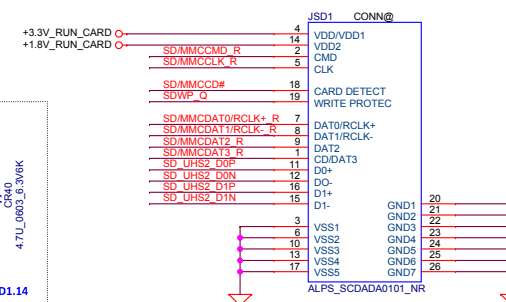 JSD1 CONN@
+3.3V_RUN_CARD 4 VDD/VDD1
+1.8V_RUN_CARD 14 VDD2
SD/MMCCMD_R 2 CMD
SD/MMCCLK_R 5 CLK
SD/MMCCD# 18 CARD DETECT
SDWP_Q 19 WRITE PROTEC
SD/MMCDAT0/RCLK+_R 7 DAT0/RCLK+
SD/MMCDAT1/RCLK-_R 8 DAT1/RCLK-
SD/MMCDAT2_R 9 DAT2
SD/MMCDAT3_R 1 CD/DAT3
SD_UHS2_D0P 11 D0+
SD_UHS2_D0N 12 DO-
SD_UHS2_D1P 16 D1+
SD_UHS2_D1N 15 D1-
GND1 20
GND2 21
3 VSS1 GND3 22
6 VSS2 GND4 23
10 VSS3 GND5 24
13 VSS4 GND6 25
17 VSS5 GND7 26
ALPS_SCDADA0101_NR
CR40
4.7U_0603_6.3V6K
D1.14